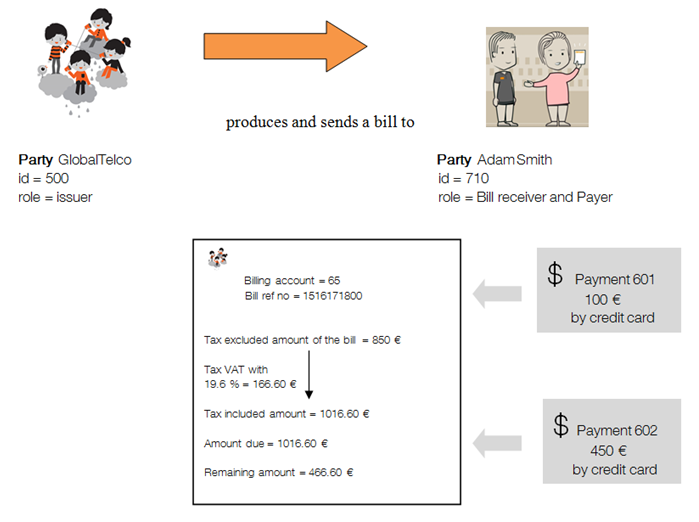 produces and sends a bill to
Party GlobalTelco
id = 500
role = issuer
Party Adam Smith
id = 710
role = Bill receiver and Payer
Billing account = 65
Bill ref no = 1516171800
Tax excluded amount of the bill = 850 €
Tax VAT with
19.6 % = 166.60 €
Tax included amount = 1016.60 €
Amount due = 1016.60 €
Remaining amount = 466.60 €
$ Payment 601
100 €
by credit card
$ Payment 602
450 €
by credit card